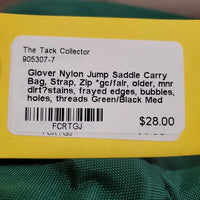 The Tack Collector
905307-7
Glover Nylon Jump Saddle Carry
Bag, Strap, Zip *gc/fair, older, mnr
dirt?stains, frayed edges, bubbles,
holes, threads Green/Black Med
$28.00
FCRTGJ
FCRTGJ